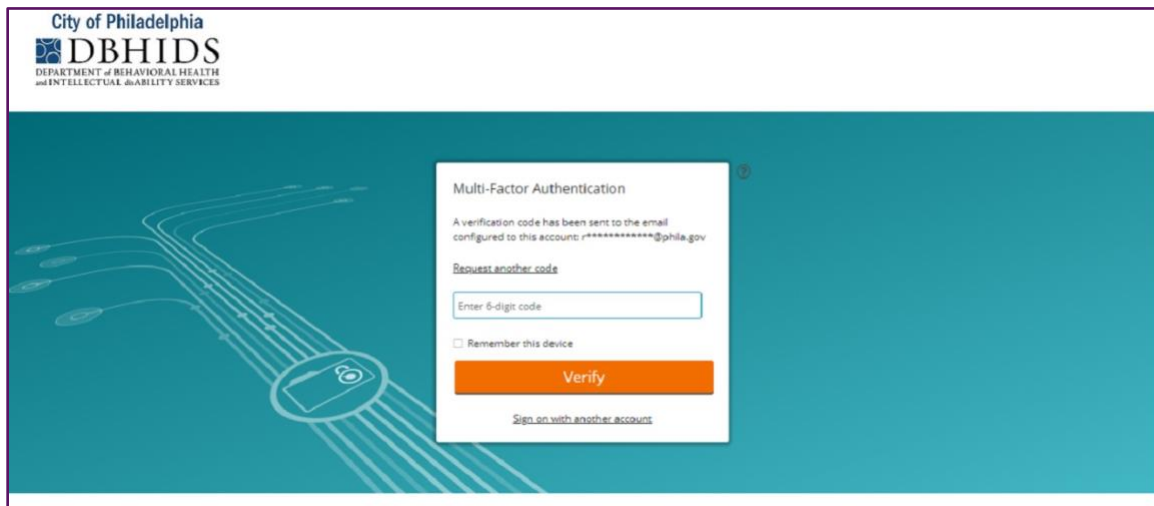 City of Philadelphia
DBHIDS
DEPARTMENT of BEHAVIORAL HEALTH
and INTELLECTUAL disABILITY SERVICES
?
Multi-Factor Authentication
A verification code has been sent to the email
configured to this account: r************@phila.gov
Request another code
Enter 6-digit code
Remember this device
Verify
Sign on with another account